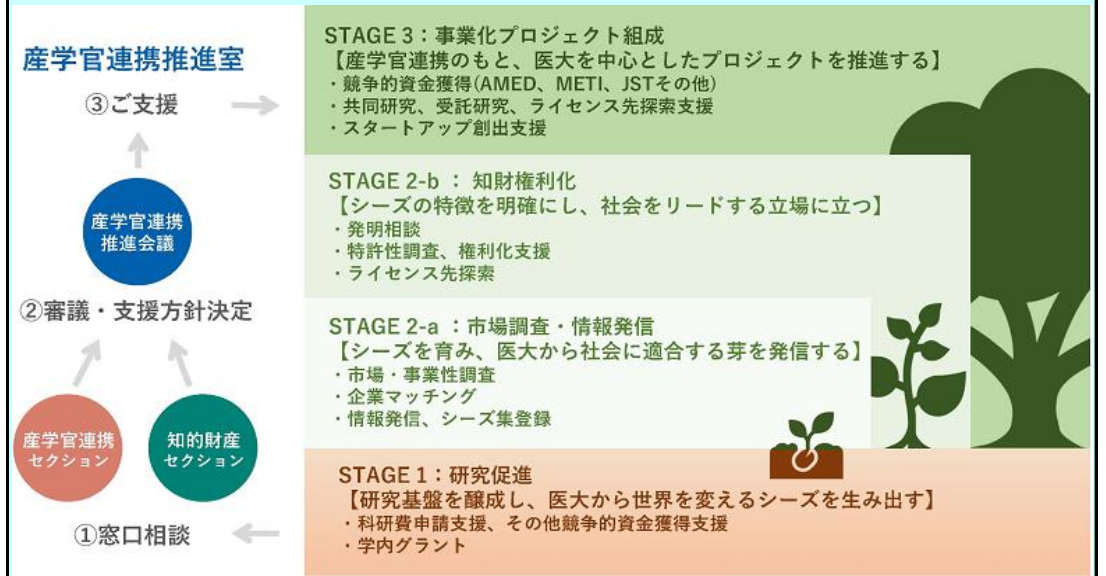 産学官連携推進室
③ご支援
産学官連携
推進会議
②審議・支援方針決定
産学官連携
セクション
知的財産
セクション
①窓口相談
STAGE 3：事業化プロジェクト組成
【産学官連携のもと、医大を中心としたプロジェクトを推進する】
・競争的資金獲得(AMED、METI、JSTその他)
・共同研究、受託研究、ライセンス先探索支援
・スタートアップ創出支援
STAGE 2-b ： 知財権利化
【シーズの特徴を明確にし、社会をリードする立場に立つ】
・発明相談
・特許性調査、権利化支援
・ライセンス先探索
STAGE 2-a ：市場調査・情報発信
【シーズを育み、医大から社会に適合する芽を発信する】
・市場・事業性調査
・企業マッチング
・情報発信、シーズ集登録
STAGE 1：研究促進
【研究基盤を醸成し、医大から世界を変えるシーズを生み出す】
・科研費申請支援、その他競争的資金獲得支援
・学内グラント